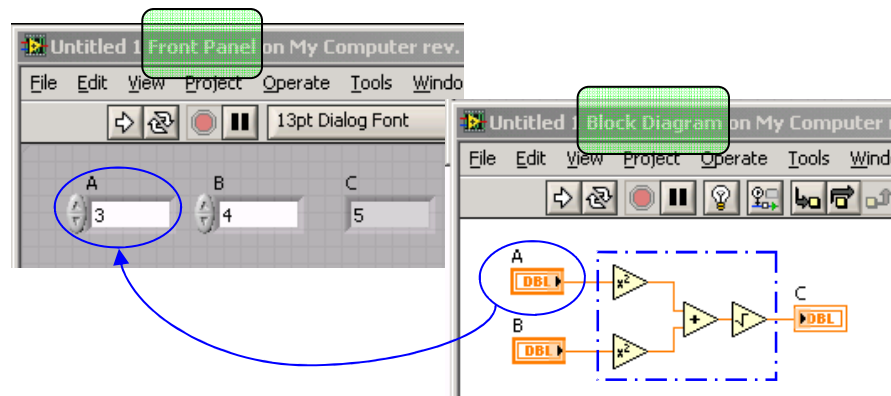 Untitled 1 Front Panel on My Computer rev.
File Edit View Project Operate Tools Windo
13pt Dialog Font
A B C
3 4 5
Untitled 1 Block Diagram on My Computer
File Edit View Project Operate Tools Wind
A
DBL
x²
C
+
√
DBL
B
DBL
x²